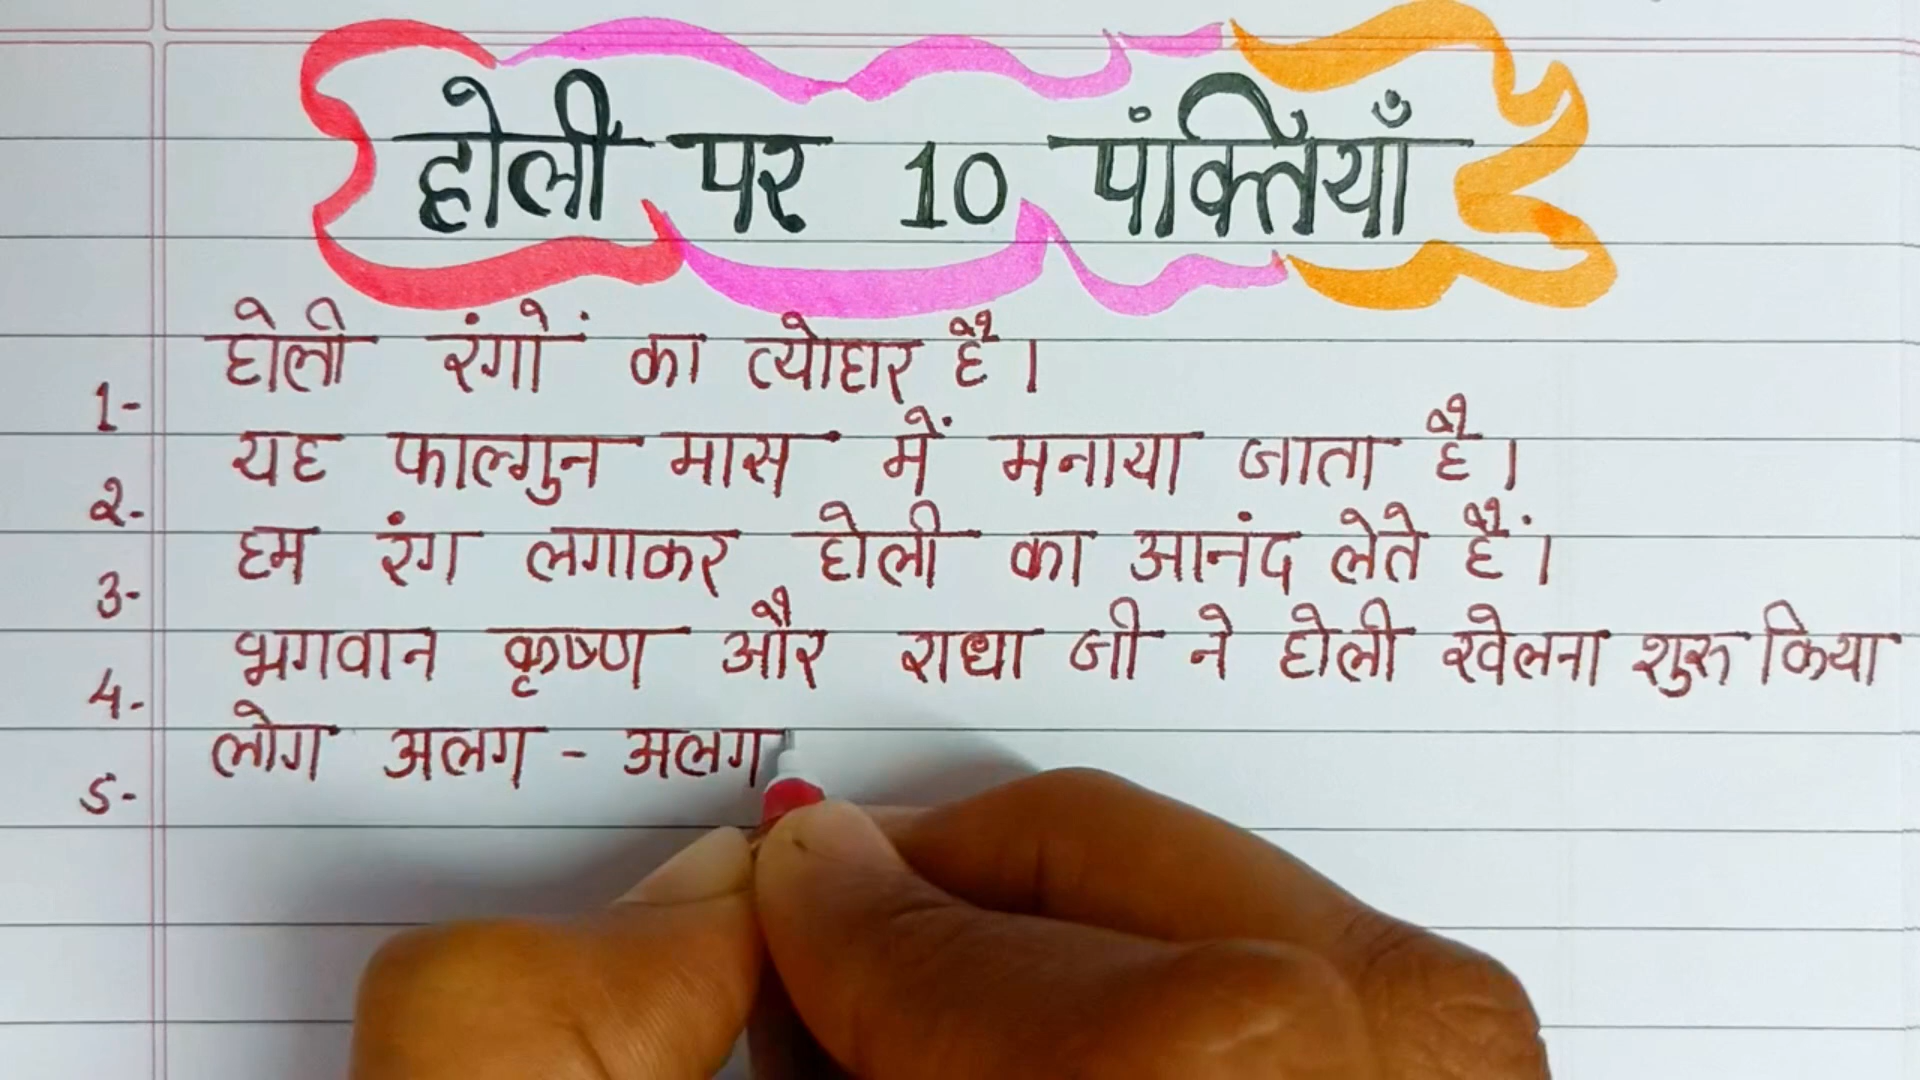 होली पर 10 पंक्तियाँ
1- होली रंगों का त्योहार है।
2- यह फाल्गुन मास में मनाया जाता है।
3- हम रंग लगाकर होली का आनंद लेते हैं।
4- भगवान कृष्ण और राधा जी ने होली खेलना शुरू किया
5- लोग अलग - अलग